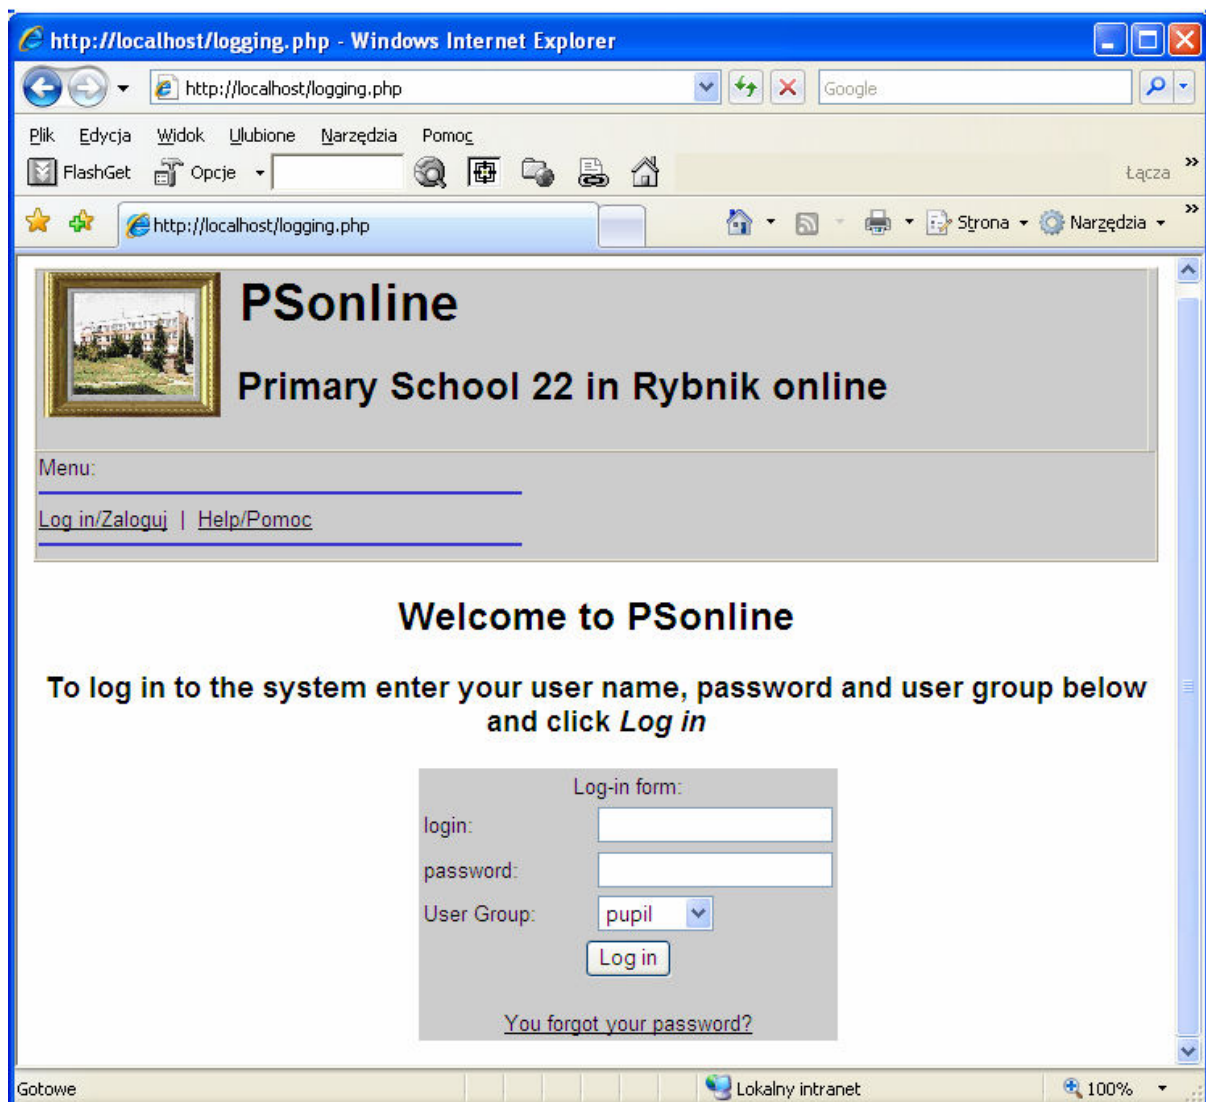 http://localhost/logging.php - Windows Internet Explorer
http://localhost/logging.php Google
Plik Edycja Widok Ulubione Narzędzia Pomoc
FlashGet Opcje Łącza »
http://localhost/logging.php Strona Narzędzia »
PSonline
Primary School 22 in Rybnik online
Menu:
Log in/Zaloguj | Help/Pomoc
Welcome to PSonline
To log in to the system enter your user name, password and user group below
and click Log in
Log-in form:
login:
password:
User Group: pupil
Log in
You forgot your password?
Gotowe Lokalny intranet 100%